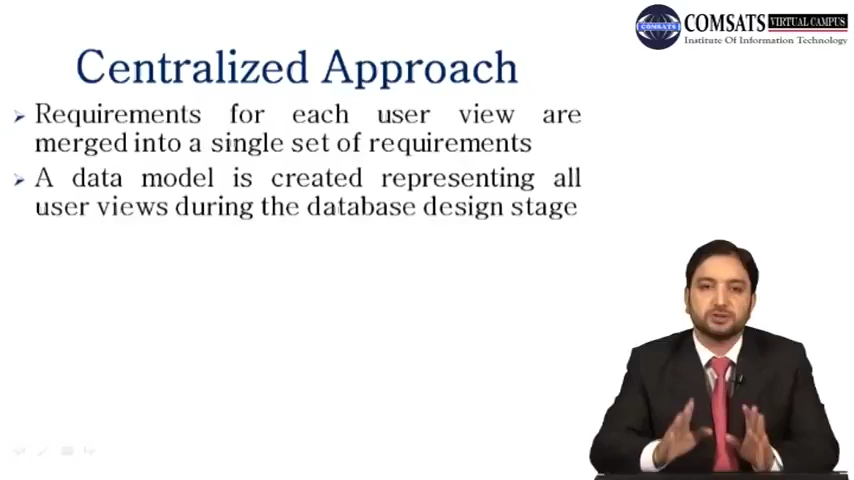 COMSATS VIRTUAL CAMPUS
Institute Of Information Technology
Centralized Approach
Requirements for each user view are
merged into a single set of requirements
A data model is created representing all
user views during the database design stage